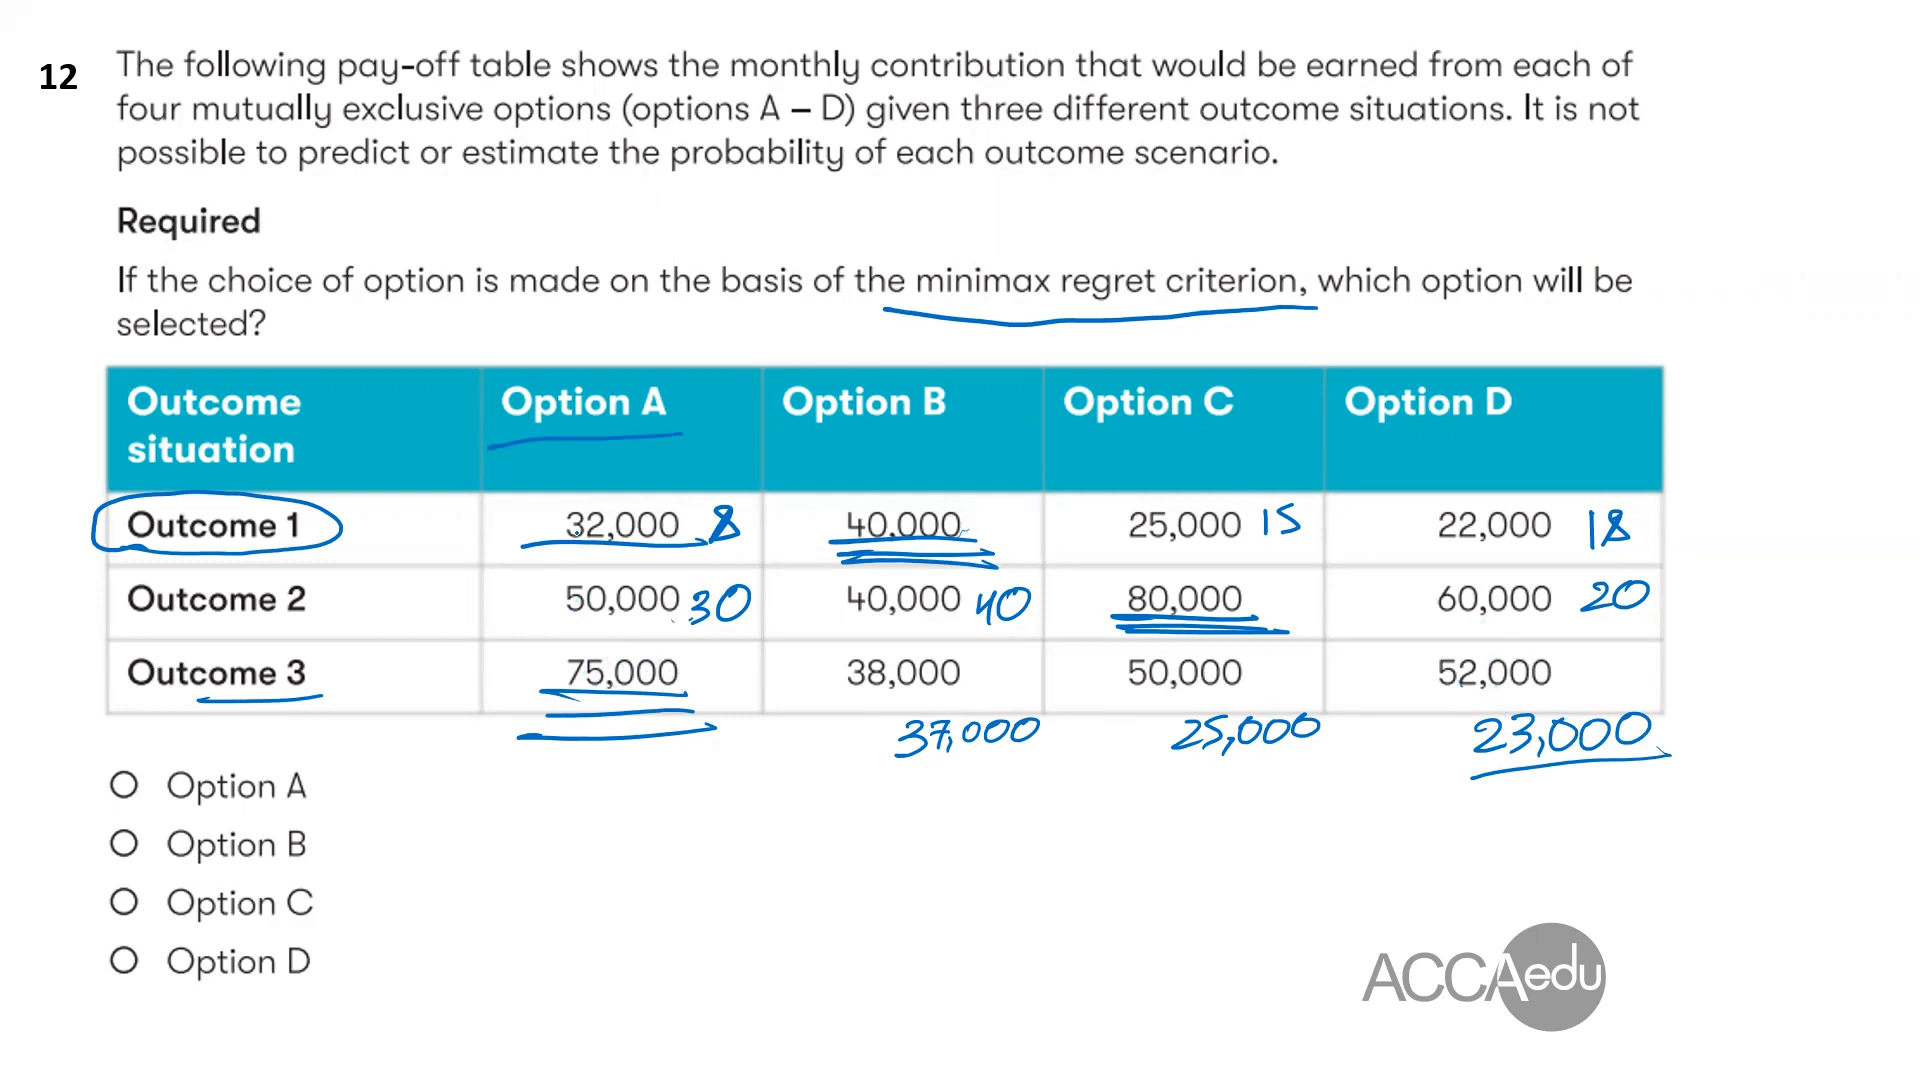 12 The following pay-off table shows the monthly contribution that would be earned from each of
four mutually exclusive options (options A – D) given three different outcome situations. It is not
possible to predict or estimate the probability of each outcome scenario.
Required
If the choice of option is made on the basis of the minimax regret criterion, which option will be
selected?
Outcome situation Option A Option B Option C Option D
Outcome 1 32,000 8 40,000 25,000 15 22,000 18
Outcome 2 50,000 30 40,000 40 80,000 60,000 20
Outcome 3 75,000 38,000 50,000 52,000
37,000 25,000 23,000
Option A
Option B
Option C
Option D
ACCAedu